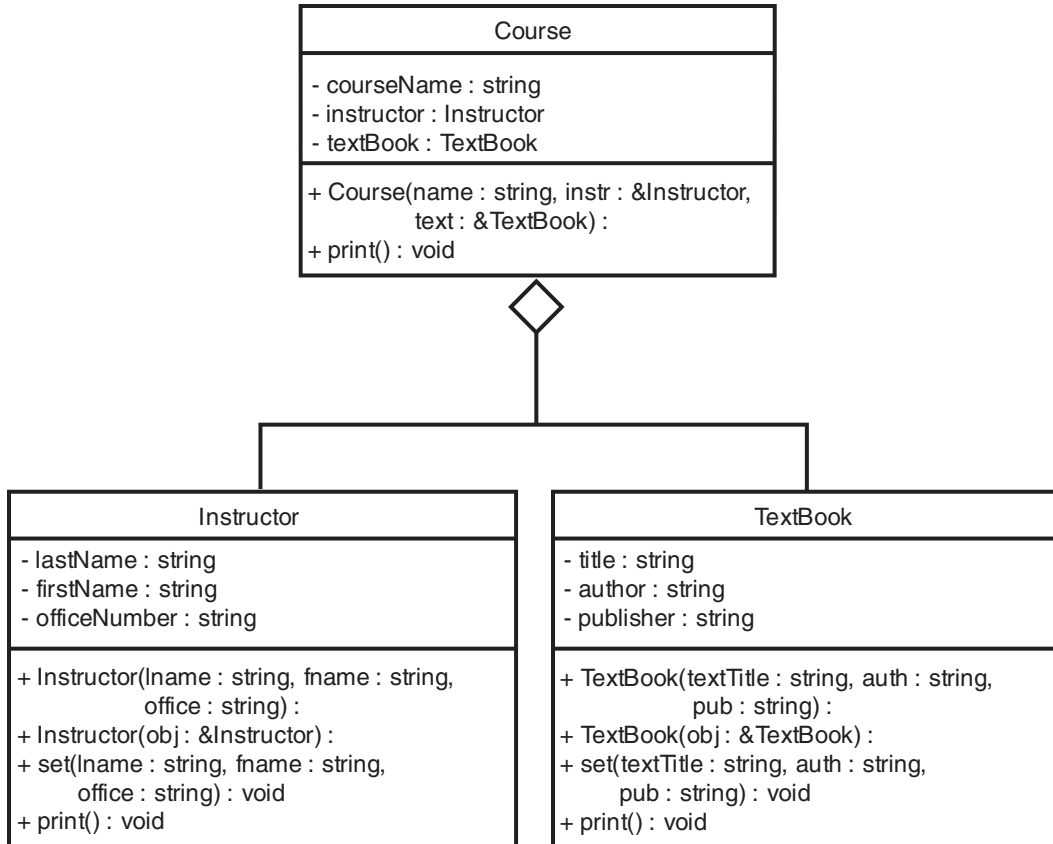 Course
- courseName : string
- instructor : Instructor
- textBook : TextBook
+ Course(name : string, instr : &Instructor,
text : &TextBook) :
+ print() : void
Instructor
- lastName : string
- firstName : string
- officeNumber : string
+ Instructor(lname : string, fname : string,
office : string) :
+ Instructor(obj : &Instructor) :
+ set(lname : string, fname : string,
office : string) : void
+ print() : void
TextBook
- title : string
- author : string
- publisher : string
+ TextBook(textTitle : string, auth : string,
pub : string) :
+ TextBook(obj : &TextBook) :
+ set(textTitle : string, auth : string,
pub : string) : void
+ print() : void